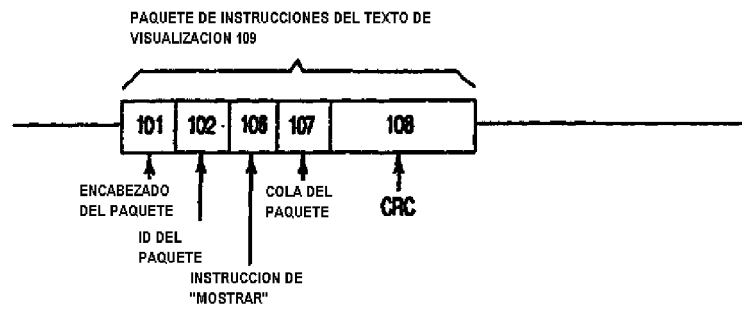 PAQUETE DE INSTRUCCIONES DEL TEXTO DE
VISUALIZACION 109
101 102 106 107 108
ENCABEZADO
DEL PAQUETE
ID DEL
PAQUETE
INSTRUCCION DE
"MOSTRAR"
COLA DEL
PAQUETE
CRC